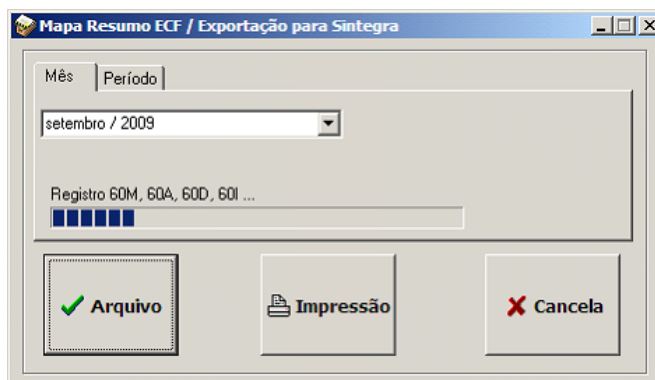 Mapa Resumo ECF / Exportação para Sintegra
Mês
Período
setembro / 2009
Registro 60M, 60A, 60D, 60I ...
Arquivo
Impressão
Cancela